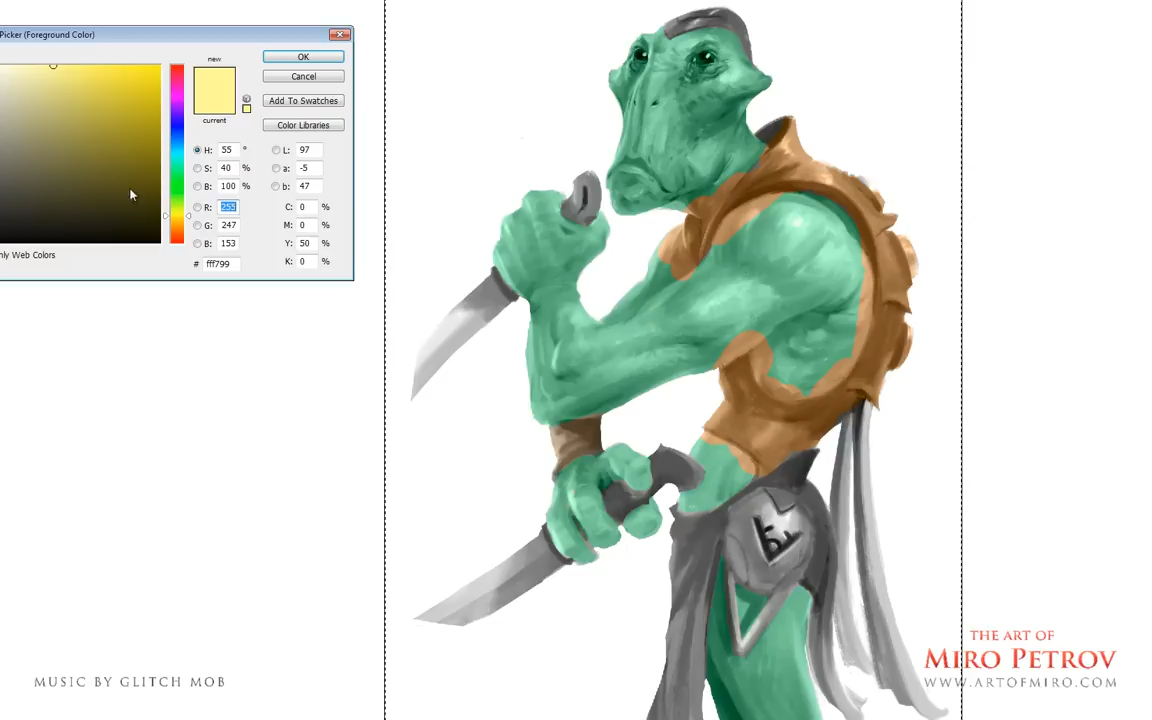 Picker (Foreground Color)
new
current
OK
Cancel
Add To Swatches
Color Libraries
H: 55 °
S: 40 %
B: 100 %
R: 255
G: 247
B: 153
# fff799
L: 97
a: -5
b: 47
C: 0 %
M: 0 %
Y: 50 %
K: 0 %
Web Colors
MUSIC BY GLITCH MOB
THE ART OF
MIRO PETROV
WWW.ARTOFMIRO.COM